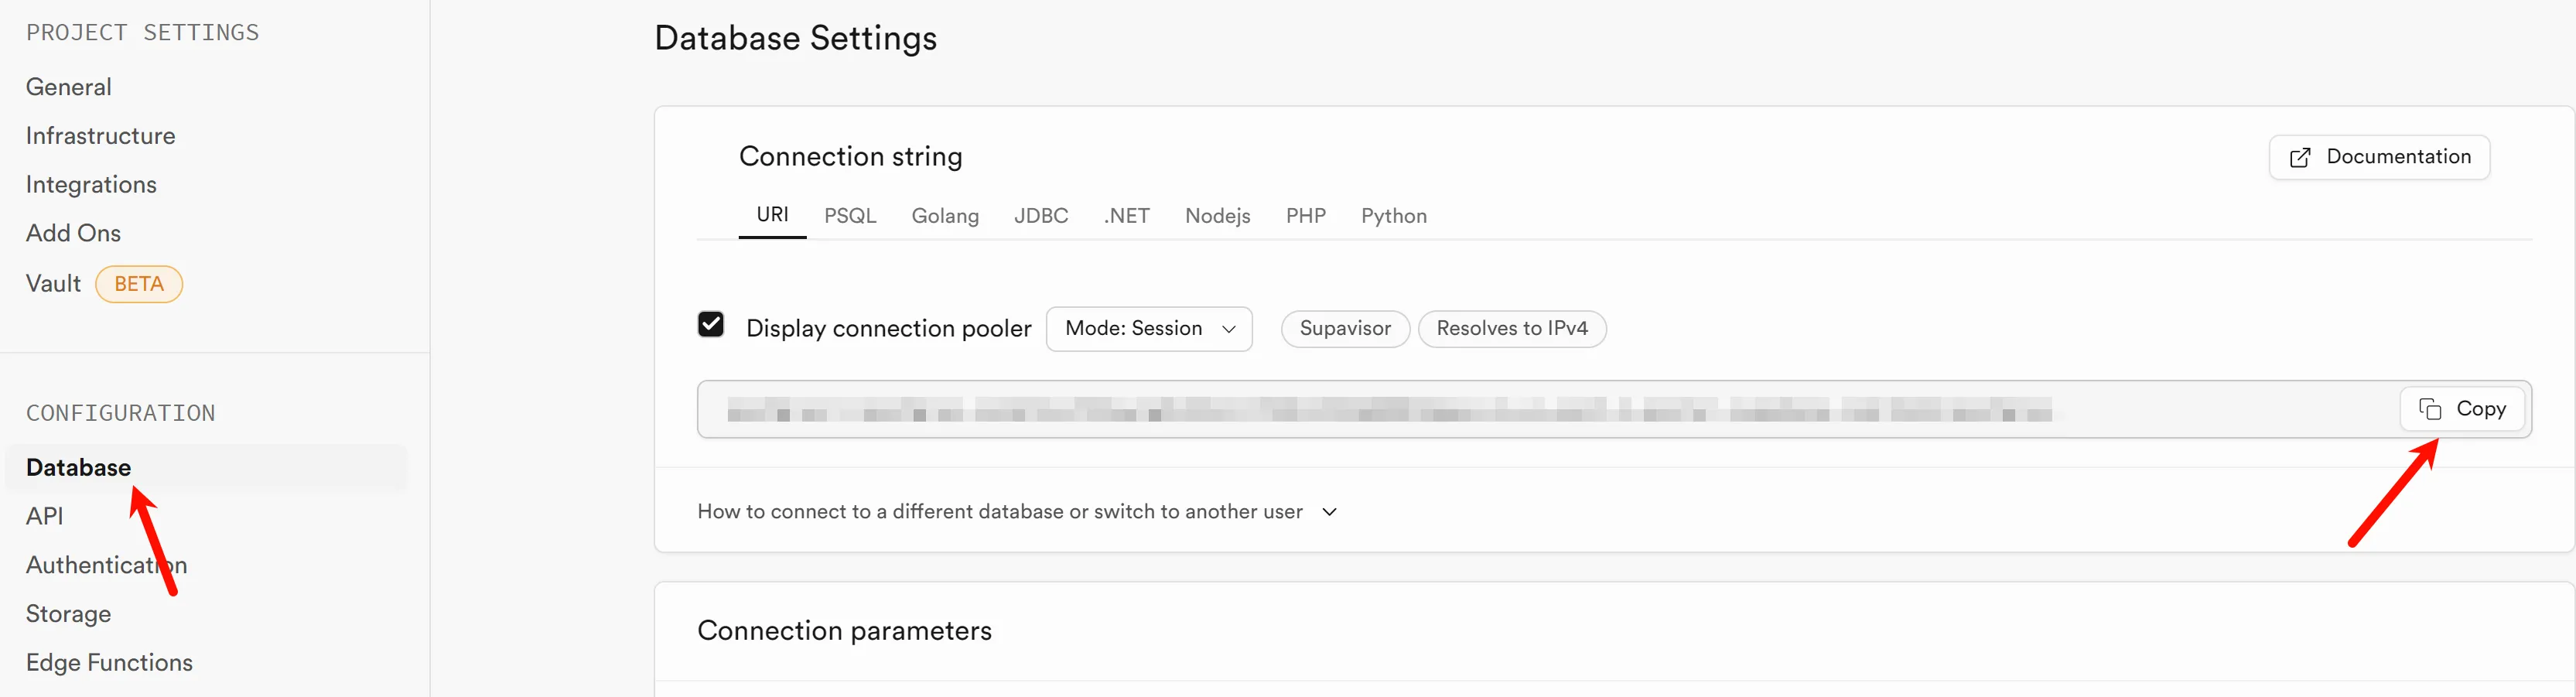 PROJECT SETTINGS
General
Infrastructure
Integrations
Add Ons
Vault BETA
CONFIGURATION
Database
API
Authentication
Storage
Edge Functions
Database Settings
Connection string
Documentation
URI PSQL Golang JDBC .NET Nodejs PHP Python
Display connection pooler Mode: Session Supavisor Resolves to IPv4
Copy
How to connect to a different database or switch to another user
Connection parameters